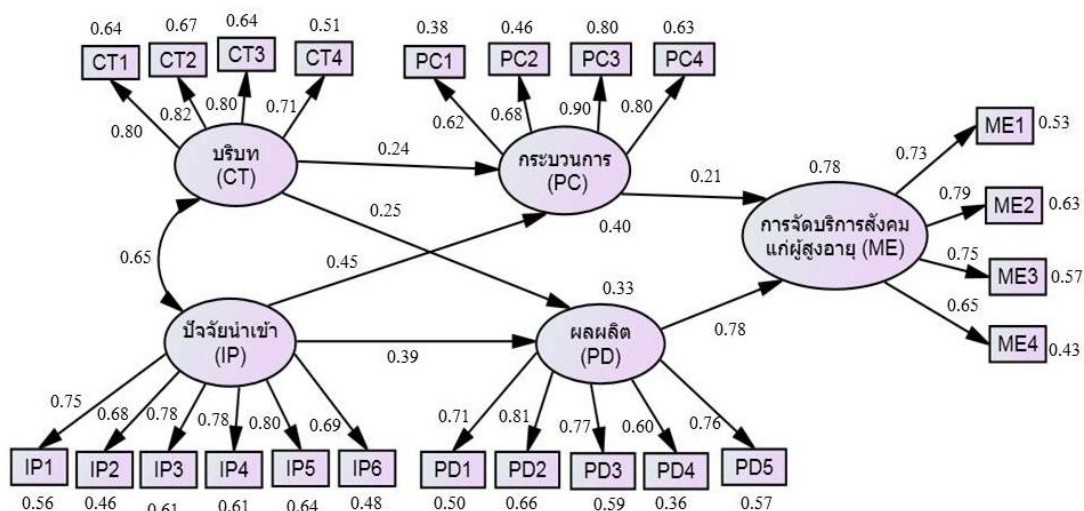 0.64
0.67
0.64
0.51
0.38
0.46
0.80
0.63
CT1
CT2
CT3
CT4
PC1
PC2
PC3
PC4
0.80
0.82
0.80
0.71
0.62
0.68
0.90
0.80
บริบท
(CT)
0.24
กระบวนการ
(PC)
0.40
0.21
0.25
0.45
0.65
0.78
การจัดบริการสังคม
แก่ผู้สูงอายุ (ME)
0.73
0.79
0.75
0.65
ME1
0.53
ME2
0.63
ME3
0.57
ME4
0.43
ปัจจัยนำเข้า
(IP)
0.39
0.33
ผลผลิต
(PD)
0.78
0.75
0.68
0.78
0.78
0.80
0.69
0.71
0.81
0.77
0.60
0.76
IP1
IP2
IP3
IP4
IP5
IP6
PD1
PD2
PD3
PD4
PD5
0.56
0.46
0.61
0.61
0.64
0.48
0.50
0.66
0.59
0.36
0.57